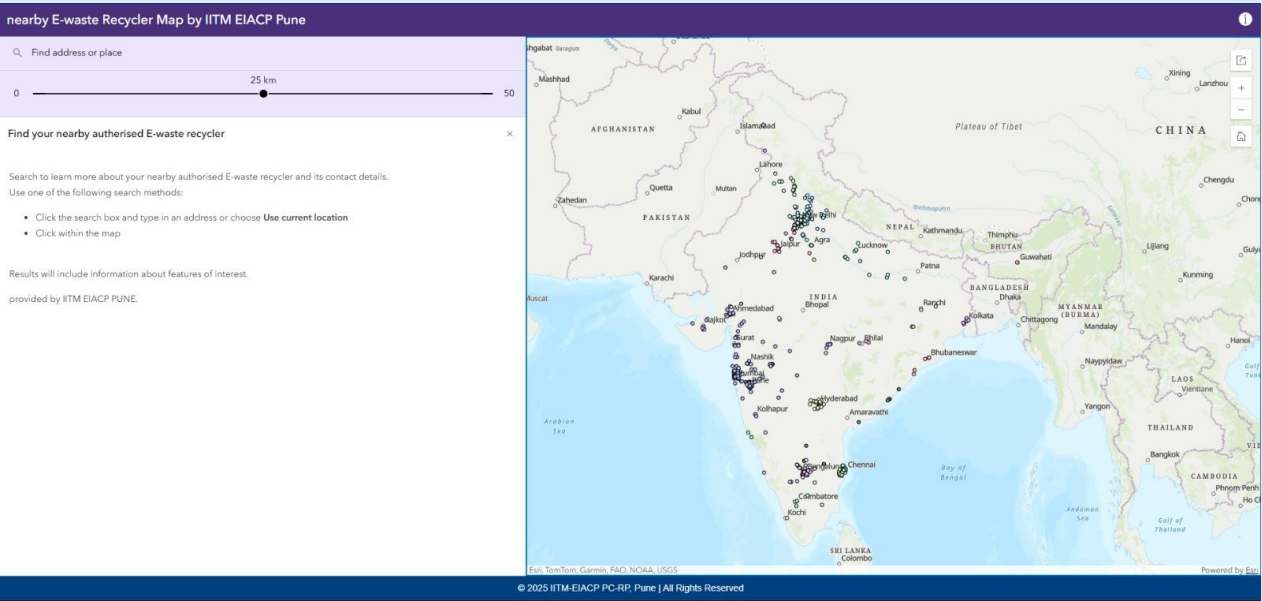 nearby E-waste Recycler Map by IITM EIACP Pune
Find address or place
25 km
0
50
Find your nearby autherised E-waste recycler
×
Search to learn more about your nearby authorised E-waste recycler and its contact details.
Use one of the following search methods:
• Click the search box and type in an address or choose Use current location
• Click within the map
Results will include information about features of interest.
provided by IITM EIACP PUNE.
Mashhad
Xining
Lanzhou
Kabul
AFGHANISTAN
Islamabad
Plateau of Tibet
CHINA
Lahore
Chengdu
Quetta
Multan
Zahedan
PAKISTAN
Brahmaputra
NEPAL
Kathmandu
Thimphu
BHUTAN
Jaipur
Agra
Lucknow
Lijiang
Jodhpur
Guwahati
Patna
Karachi
Kunming
BANGLADESH
Dhaka
INDIA
Bhopal
Ranchi
MYANMAR
(BURMA)
Ahmedabad
Rajkot
Kolkata
Chittagong
Mandalay
Surat
Nagpur
Bhilai
Hanoi
Nashik
Bhubaneswar
Naypyidaw
LAOS
Vientiane
Mumbai
Hyderabad
Kolhapur
Amaravathi
Yangon
Arabian
Sea
THAILAND
Bangkok
Bengaluru
Chennai
Bay of
Bengal
CAMBODIA
Phnom Penh
Coimbatore
Kochi
Andaman
Sea
Gulf of
Thailand
SRI LANKA
Colombo
Esri, TomTom, Garmin, FAO, NOAA, USGS
Powered by Esri
© 2025 IITM-EIACP PC-RP, Pune | All Rights Reserved